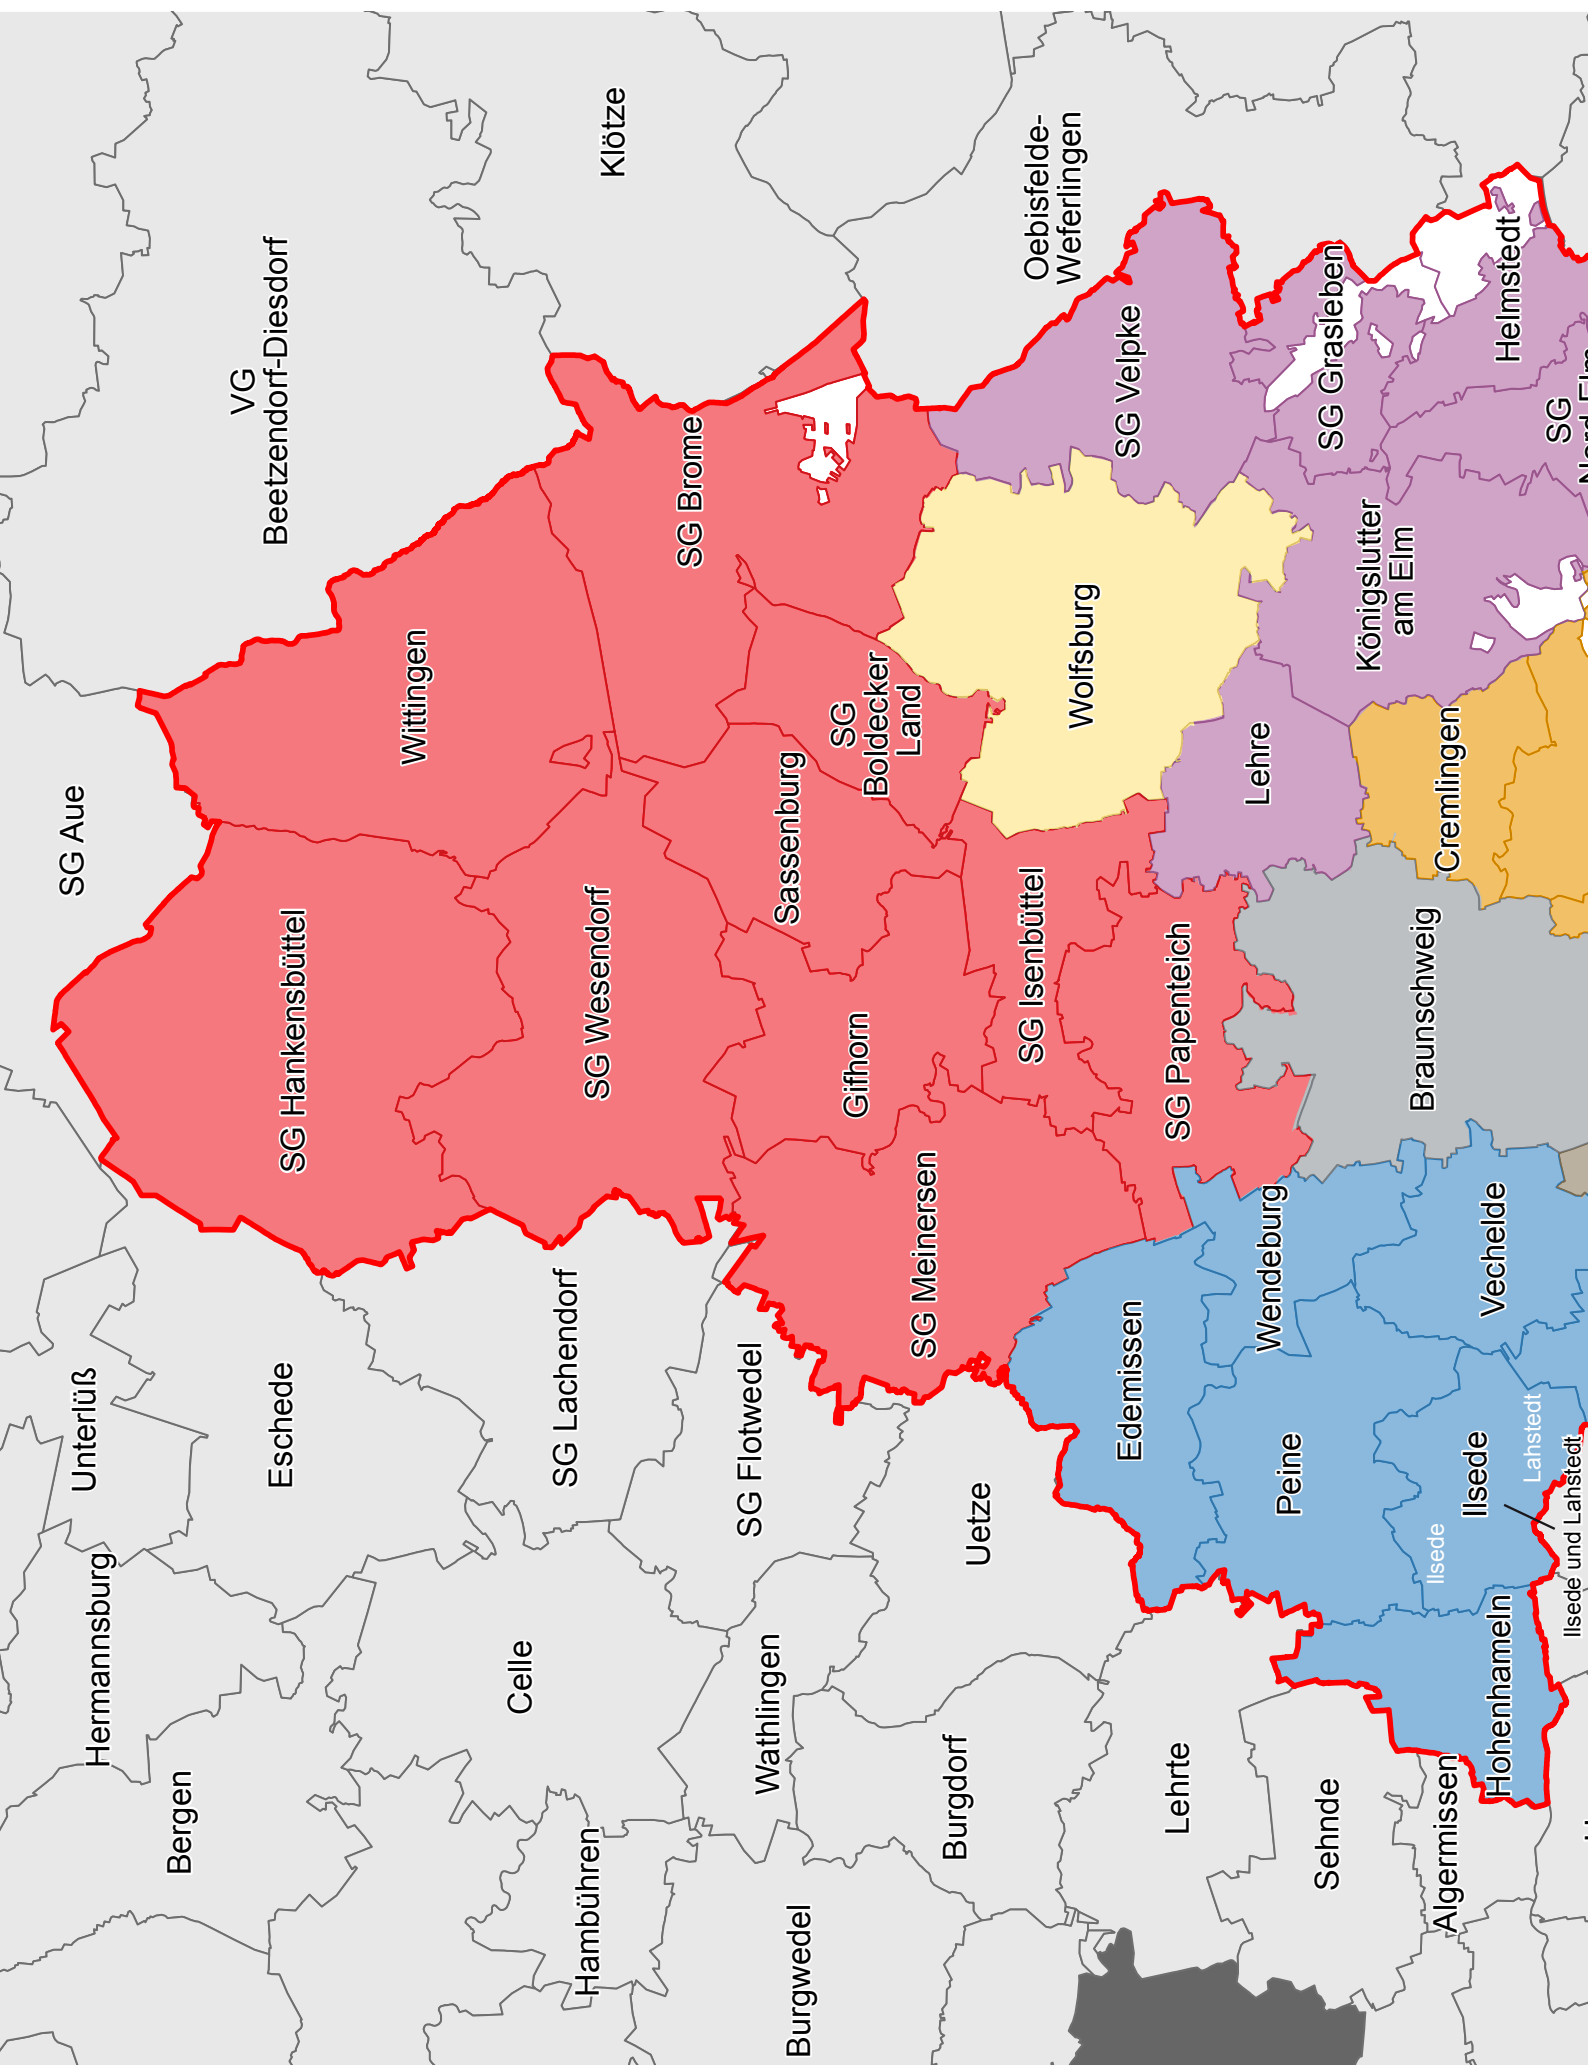 SG Aue
VG
Beetzendorf-Diesdorf
Klötze
Oebisfelde-
Weferlingen
Unterlüß
Hermannsburg
Bergen
Eschede
SG Hankensbüttel
Wittingen
SG Lachendorf
SG Wesendorf
SG Brome
Celle
Hambühren
SG Flotwedel
Wathlingen
Burgwedel
Sassenburg
SG
Boldecker
Land
Gifhorn
SG Meinersen
Uetze
Burgdorf
SG Isenbüttel
Wolfsburg
SG Velpke
Edemissen
SG Papenteich
Lehrte
Lehre
Wendeburg
Peine
Sehnde
SG Grasleben
Königslutter
am Elm
Braunschweig
Cremlingen
Ilsede
Algermissen
Ilsede
Vechelde
Helmstedt
Hohenhameln
Lahstedt
Ilsede und Lahstedt
SG